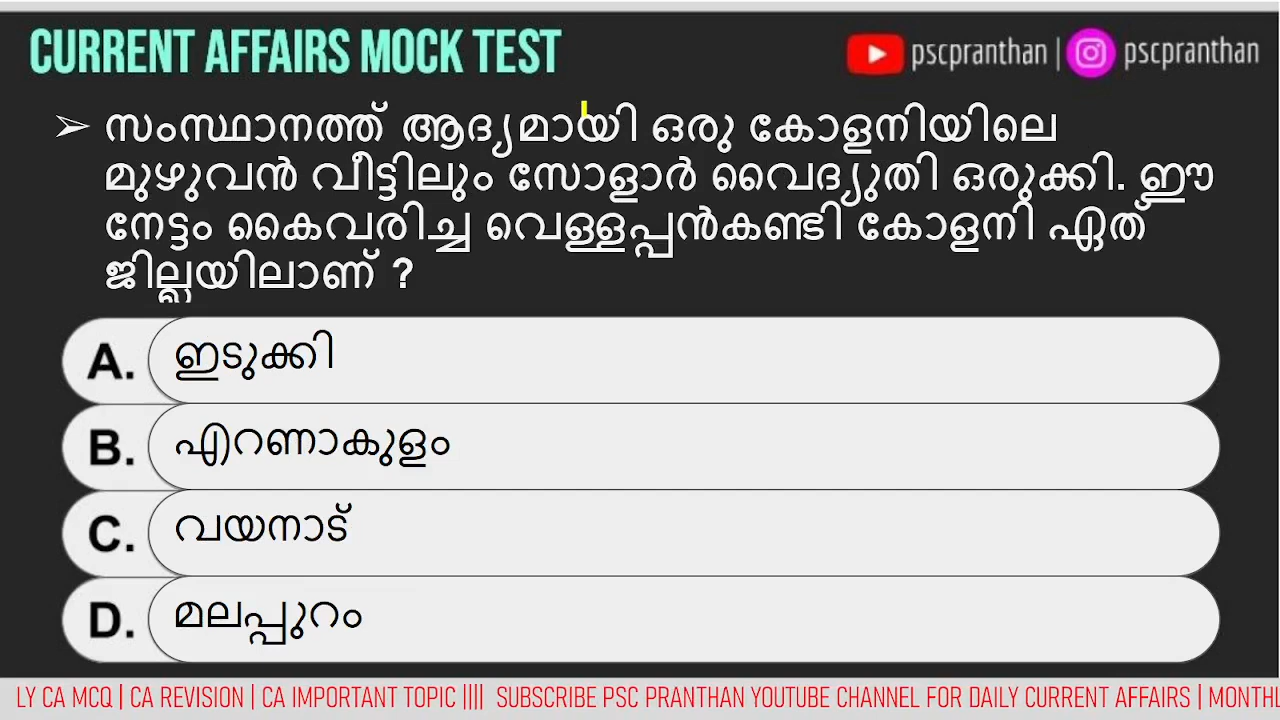 CURRENT AFFAIRS MOCK TEST
pscpranthan | pscpranthan
➢ സംസ്ഥാനത്ത് ആദ്യമായി ഒരു കോളനിയിലെ
മുഴുവൻ വീട്ടിലും സോളാർ വൈദ്യുതി ഒരുക്കി. ഈ
നേട്ടം കൈവരിച്ച വെള്ളപ്പൻകണ്ടി കോളനി ഏത്
ജില്ലയിലാണ് ?
A. ഇടുക്കി
B. എറണാകുളം
C. വയനാട്
D. മലപ്പുറം
LY CA MCQ | CA REVISION | CA IMPORTANT TOPIC |||| SUBSCRIBE PSC PRANTHAN YOUTUBE CHANNEL FOR DAILY CURRENT AFFAIRS | MONTHL